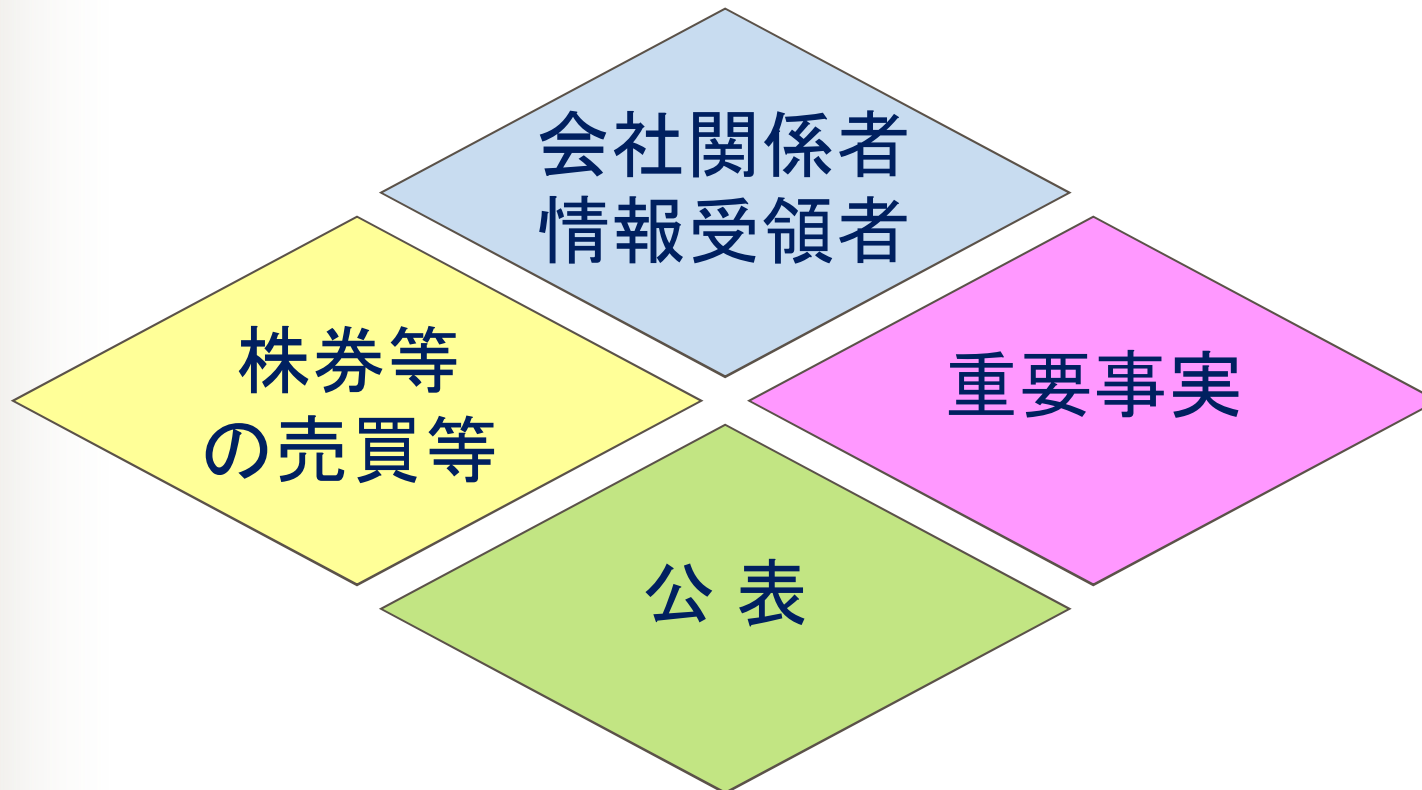 会社関係者
情報受領者
株券等
の売買等
重要事実
公 表